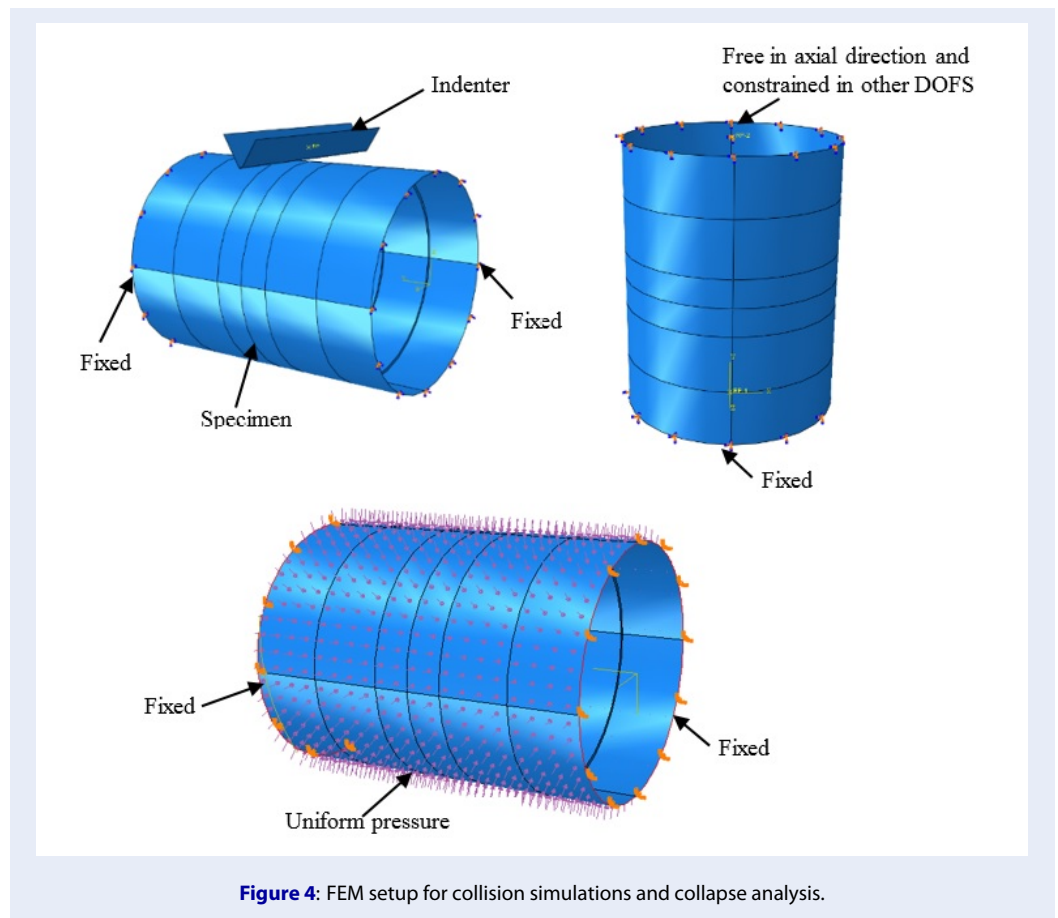 Indenter
Free in axial direction and
constrained in other DOFS
Fixed
Fixed
Specimen
Fixed
Fixed
Fixed
Uniform pressure
Figure 4: FEM setup for collision simulations and collapse analysis.